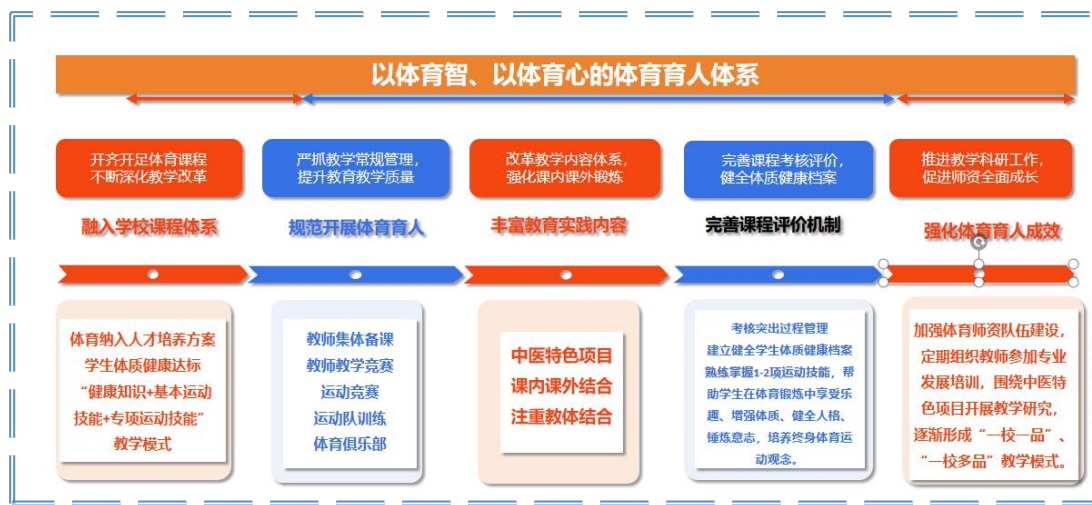 以体育智、以体育心的体育育人体系
开齐开足体育课程
不断深化教学改革
严抓教学常规管理，
提升教育教学质量
改革教学内容体系，
强化课内课外锻炼
完善课程考核评价，
健全体质健康档案
推进教学科研工作，
促进师资全面成长
融入学校课程体系
规范开展体育育人
丰富教育实践内容
完善课程评价机制
强化体育育人成效
体育纳入人才培养方案
学生体质健康达标
“健康知识+基本运动
技能+专项运动技能”
教学模式
教师集体备课
教师教学竞赛
运动竞赛
运动队训练
体育俱乐部
中医特色项目
课内课外结合
注重教体结合
考核突出过程管理
建立健全学生体质健康档案
熟练掌握1-2项运动技能，帮
助学生在体育锻炼中享受乐
趣、增强体质、健全人格、
锤炼意志，培养终身体育运
动观念。
加强体育师资队伍建设，
定期组织教师参加专业
发展培训，围绕中医特
色项目开展教学研究，
逐渐形成“一校一品”、
“一校多品”教学模式。